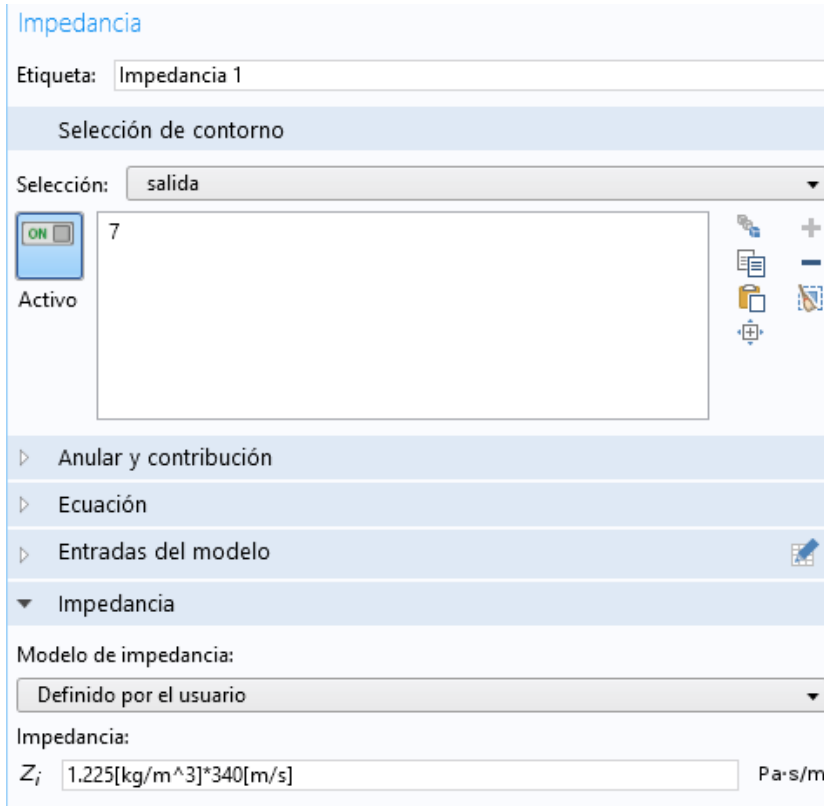 Impedancia
Etiqueta: Impedancia 1
Selección de contorno
Selección: salida
ON 7
Activo
Anular y contribución
Ecuación
Entradas del modelo
Impedancia
Modelo de impedancia:
Definido por el usuario
Impedancia:
Zi 1.225[kg/m^3]*340[m/s] Pa·s/m